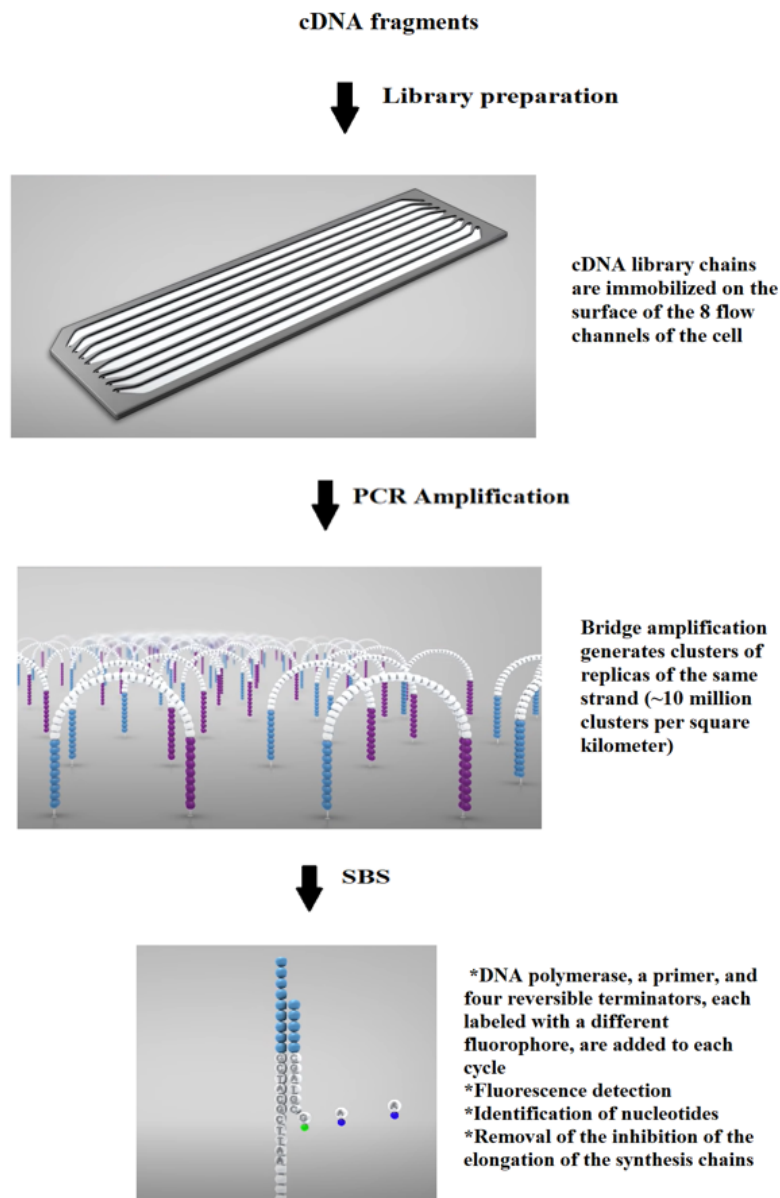 cDNA fragments
Library preparation
cDNA library chains
are immobilized on the
surface of the 8 flow
channels of the cell
PCR Amplification
Bridge amplification
generates clusters of
replicas of the same
strand (~10 million
clusters per square
kilometer)
SBS
*DNA polymerase, a primer, and
four reversible terminators, each
labeled with a different
fluorophore, are added to each
cycle
*Fluorescence detection
*Identification of nucleotides
*Removal of the inhibition of the
elongation of the synthesis chains
G
A
A